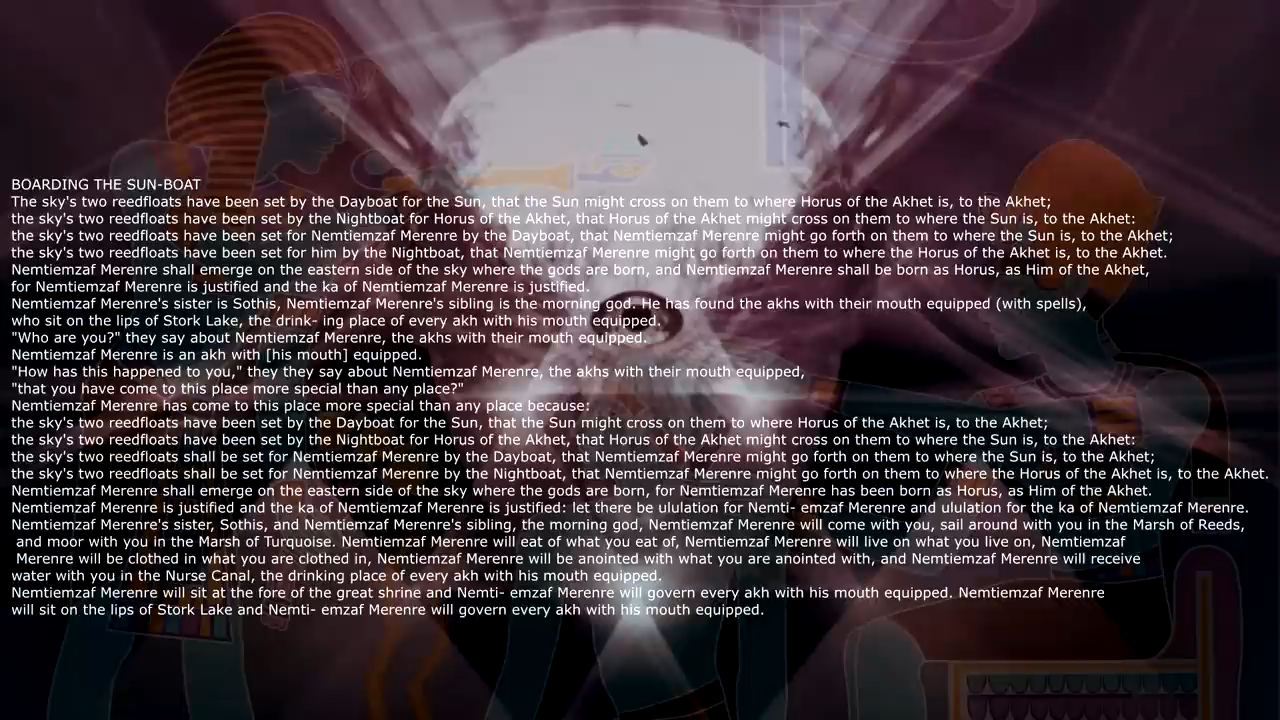 BOARDING THE SUN-BOAT
The sky's two reedfloats have been set by the Dayboat for the Sun, that the Sun might cross on them to where Horus of the Akhet is, to the Akhet;
the sky's two reedfloats have been set by the Nightboat for Horus of the Akhet, that Horus of the Akhet might cross on them to where the Sun is, to the Akhet:
the sky's two reedfloats have been set for Nemtiemzaf Merenre by the Dayboat, that Nemtiemzaf Merenre might go forth on them to where the Sun is, to the Akhet;
the sky's two reedfloats have been set for him by the Nightboat, that Nemtiemzaf Merenre might go forth on them to where the Horus of the Akhet is, to the Akhet.
Nemtiemzaf Merenre shall emerge on the eastern side of the sky where the gods are born, and Nemtiemzaf Merenre shall be born as Horus, as Him of the Akhet,
for Nemtiemzaf Merenre is justified and the ka of Nemtiemzaf Merenre is justified.
Nemtiemzaf Merenre's sister is Sothis, Nemtiemzaf Merenre's sibling is the morning god. He has found the akhs with their mouth equipped (with spells),
who sit on the lips of Stork Lake, the drink- ing place of every akh with his mouth equipped.
"Who are you?" they say about Nemtiemzaf Merenre, the akhs with their mouth equipped.
Nemtiemzaf Merenre is an akh with [his mouth] equipped.
"How has this happened to you," they they say about Nemtiemzaf Merenre, the akhs with their mouth equipped,
"that you have come to this place more special than any place?"
Nemtiemzaf Merenre has come to this place more special than any place because:
the sky's two reedfloats have been set by the Dayboat for the Sun, that the Sun might cross on them to where Horus of the Akhet is, to the Akhet;
the sky's two reedfloats have been set by the Nightboat for Horus of the Akhet, that Horus of the Akhet might cross on them to where the Sun is, to the Akhet:
the sky's two reedfloats shall be set for Nemtiemzaf Merenre by the Dayboat, that Nemtiemzaf Merenre might go forth on them to where the Sun is, to the Akhet;
the sky's two reedfloats shall be set for Nemtiemzaf Merenre by the Nightboat, that Nemtiemzaf Merenre might go forth on them to where the Horus of the Akhet is, to the Akhet.
Nemtiemzaf Merenre shall emerge on the eastern side of the sky where the gods are born, for Nemtiemzaf Merenre has been born as Horus, as Him of the Akhet.
Nemtiemzaf Merenre is justified and the ka of Nemtiemzaf Merenre is justified: let there be ululation for Nemti- emzaf Merenre and ululation for the ka of Nemtiemzaf Merenre.
Nemtiemzaf Merenre's sister, Sothis, and Nemtiemzaf Merenre's sibling, the morning god, Nemtiemzaf Merenre will come with you, sail around with you in the Marsh of Reeds,
and moor with you in the Marsh of Turquoise. Nemtiemzaf Merenre will eat of what you eat of, Nemtiemzaf Merenre will live on what you live on, Nemtiemzaf
Merenre will be clothed in what you are clothed in, Nemtiemzaf Merenre will be anointed with what you are anointed with, and Nemtiemzaf Merenre will receive
water with you in the Nurse Canal, the drinking place of every akh with his mouth equipped.
Nemtiemzaf Merenre will sit at the fore of the great shrine and Nemti- emzaf Merenre will govern every akh with his mouth equipped. Nemtiemzaf Merenre
will sit on the lips of Stork Lake and Nemti- emzaf Merenre will govern every akh with his mouth equipped.